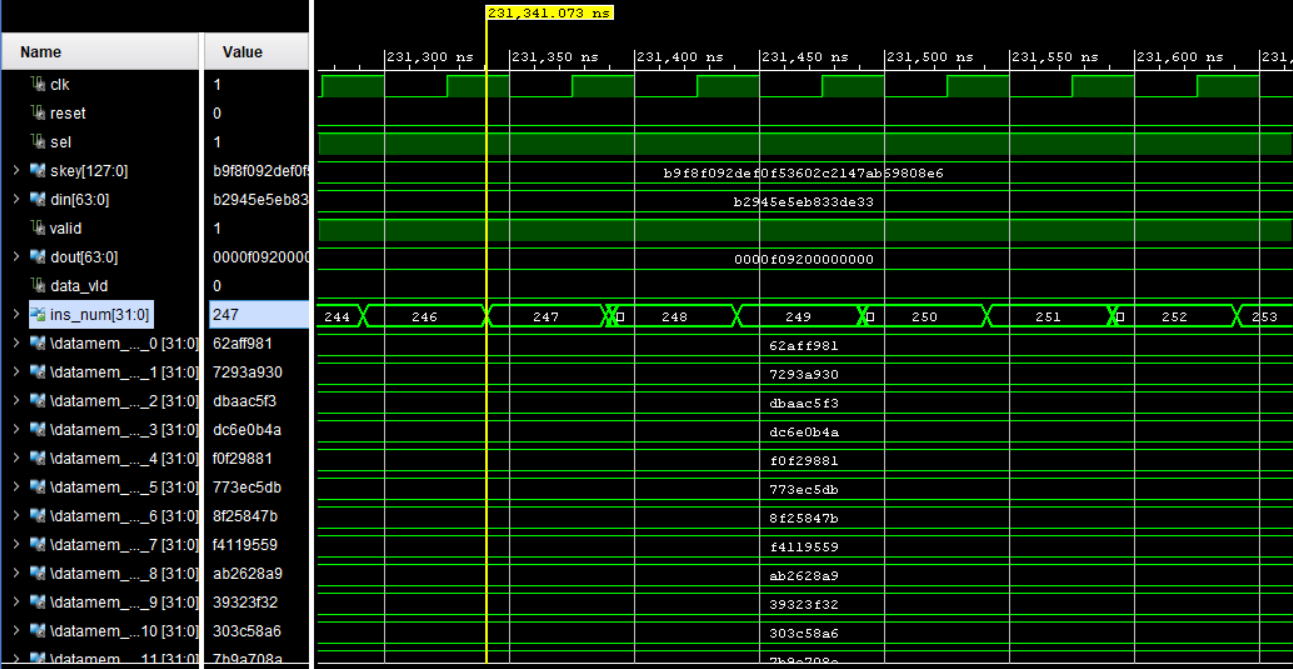 231,341.073 ns
Name Value 231,300 ns 231,350 ns 231,400 ns 231,450 ns 231,500 ns 231,550 ns 231,600 ns 231,
clk 1
reset 0
sel 1
skey[127:0] b9f8f092def0f5 b9f8f092def0f53602c2147ab69808e6
din[63:0] b2945e5eb83 b2945e5eb833de33
valid 1
dout[63:0] 0000f0920000 0000f09200000000
data_vld 0
ins_num[31:0] 247 244 246 247 248 249 250 251 252 253
\datamem_..._0 [31:0] 62aff981 62aff981
\datamem_..._1 [31:0] 7293a930 7293a930
\datamem_..._2 [31:0] dbaac5f3 dbaac5f3
\datamem_..._3 [31:0] dc6e0b4a dc6e0b4a
\datamem_..._4 [31:0] f0f29881 f0f29881
\datamem_..._5 [31:0] 773ec5db 773ec5db
\datamem_..._6 [31:0] 8f25847b 8f25847b
\datamem_..._7 [31:0] f4119559 f4119559
\datamem_..._8 [31:0] ab2628a9 ab2628a9
\datamem_..._9 [31:0] 39323f32 39323f32
\datamem_...10 [31:0] 303c58a6 303c58a6
\datamem_...11 [31:0] 7b9a708a